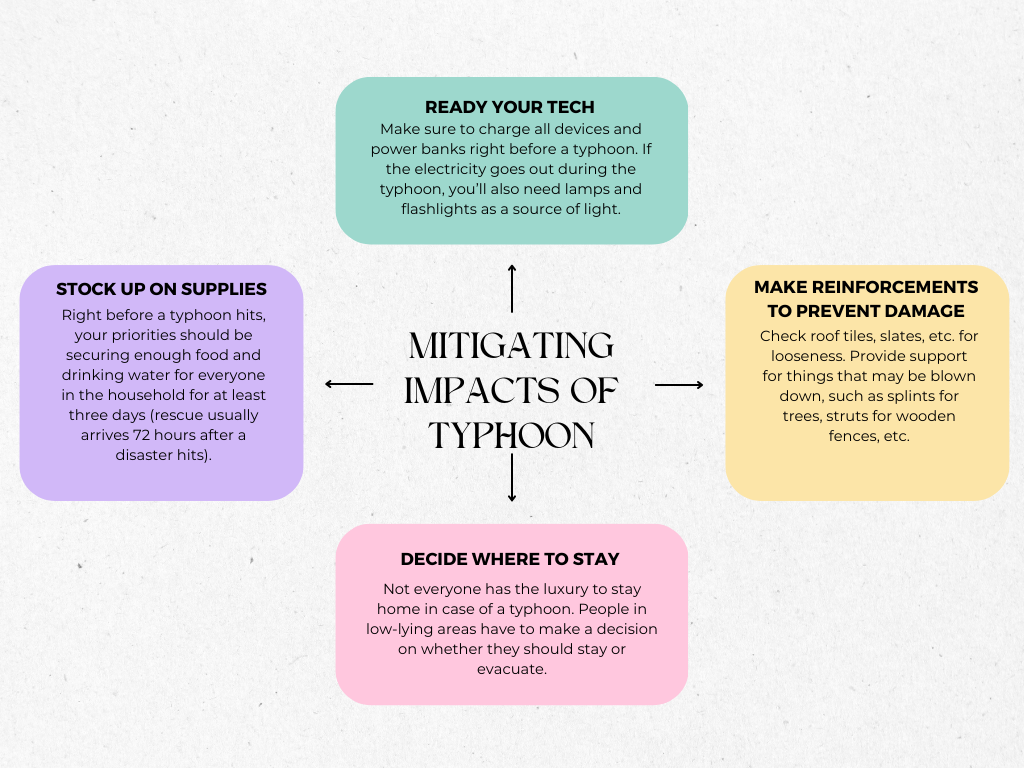 READY YOUR TECH
Make sure to charge all devices and
power banks right before a typhoon. If
the electricity goes out during the
typhoon, you’ll also need lamps and
flashlights as a source of light.
STOCK UP ON SUPPLIES
Right before a typhoon hits,
your priorities should be
securing enough food and
drinking water for everyone
in the household for at least
three days (rescue usually
arrives 72 hours after a
disaster hits).
MITIGATING
IMPACTS OF
TYPHOON
MAKE REINFORCEMENTS
TO PREVENT DAMAGE
Check roof tiles, slates, etc. for
looseness. Provide support
for things that may be blown
down, such as splints for
trees, struts for wooden
fences, etc.
DECIDE WHERE TO STAY
Not everyone has the luxury to stay
home in case of a typhoon. People in
low-lying areas have to make a decision
on whether they should stay or
evacuate.